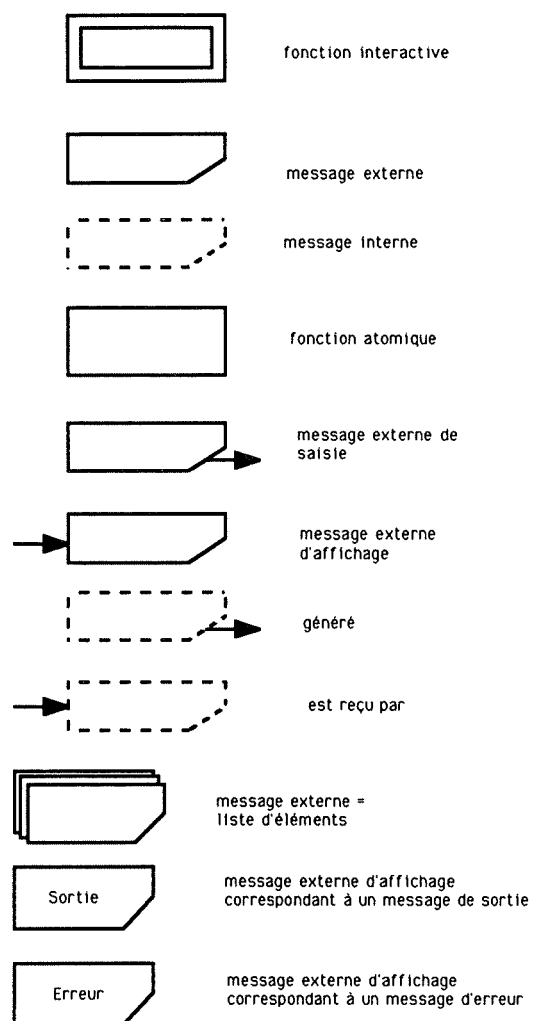 fonction interactive
message externe
message interne
fonction atomique
message externe de
saisie
message externe
d'affichage
généré
est reçu par
message externe =
liste d'éléments
Sortie
message externe d'affichage
correspondant à un message de sortie
Erreur
message externe d'affichage
correspondant à un message d'erreur